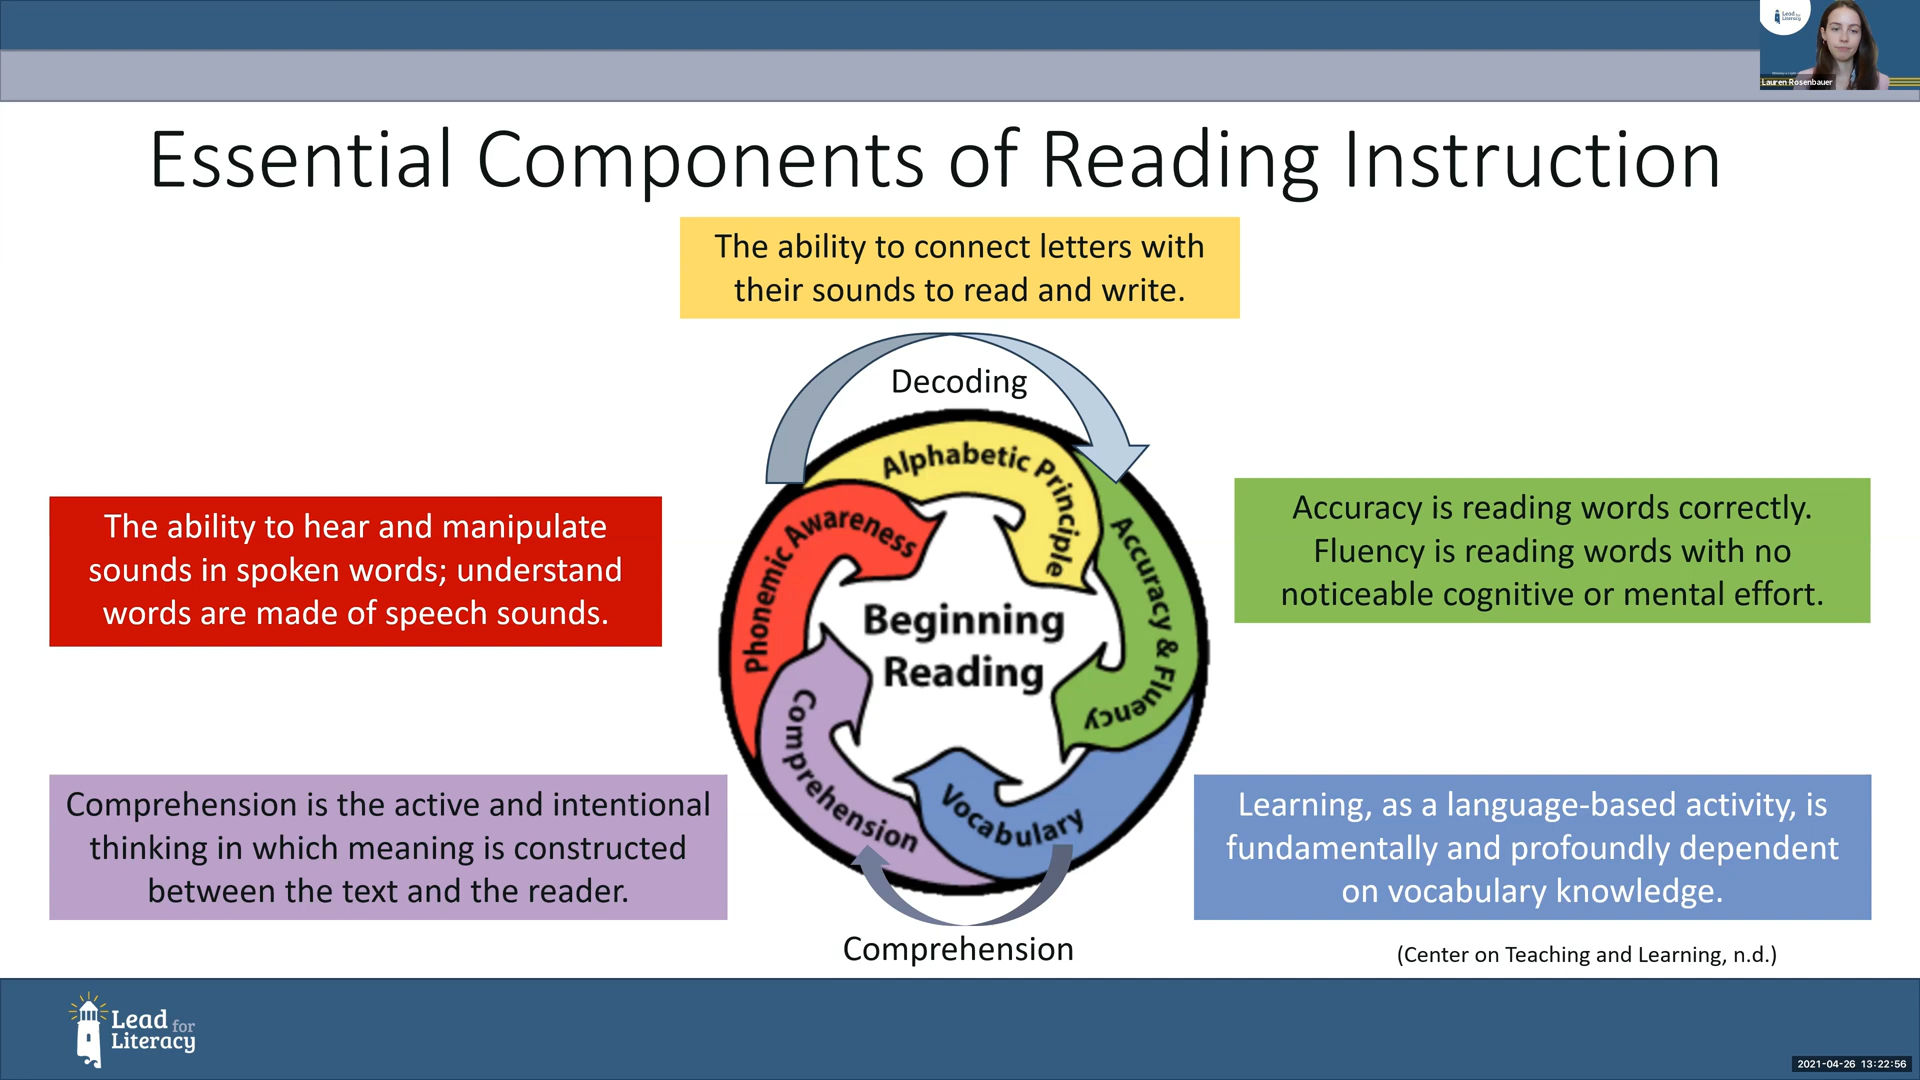 Lead for
Literacy
Lauren Rosenbauer
Essential Components of Reading Instruction
The ability to connect letters with
their sounds to read and write.
Decoding
Alphabetic Principle
Phonemic Awareness
Accuracy & Fluency
The ability to hear and manipulate
sounds in spoken words; understand
words are made of speech sounds.
Accuracy is reading words correctly.
Fluency is reading words with no
noticeable cognitive or mental effort.
Beginning
Reading
Comprehension
Vocabulary
Comprehension is the active and intentional
thinking in which meaning is constructed
between the text and the reader.
Learning, as a language-based activity, is
fundamentally and profoundly dependent
on vocabulary knowledge.
Comprehension
(Center on Teaching and Learning, n.d.)
Lead for
Literacy
2021-04-26 13:22:56